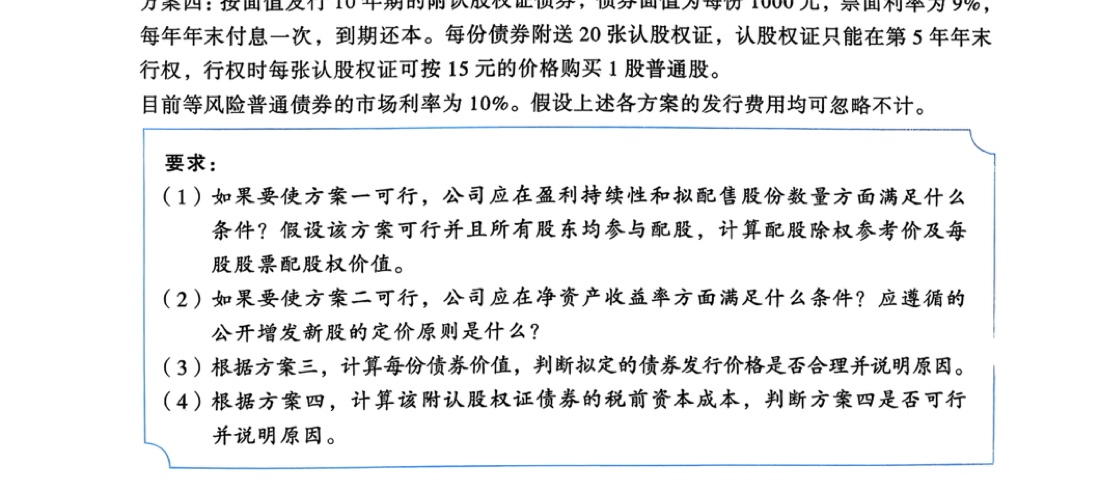 方案四：按面值发行 10 年期的附认股权证债券，债券面值为每份 1000 元，票面利率为 9%，
每年年末付息一次，到期还本。每份债券附送 20 张认股权证，认股权证只能在第 5 年年末
行权，行权时每张认股权证可按 15 元的价格购买 1 股普通股。
目前等风险普通债券的市场利率为 10%。假设上述各方案的发行费用均可忽略不计。
要求：
（1）如果要使方案一可行，公司应在盈利持续性和拟配售股份数量方面满足什么
条件？假设该方案可行并且所有股东均参与配股，计算配股除权参考价及每
股股票配股权价值。
（2）如果要使方案二可行，公司应在净资产收益率方面满足什么条件？应遵循的
公开增发新股的定价原则是什么？
（3）根据方案三，计算每份债券价值，判断拟定的债券发行价格是否合理并说明原因。
（4）根据方案四，计算该附认股权证债券的税前资本成本，判断方案四是否可行
并说明原因。